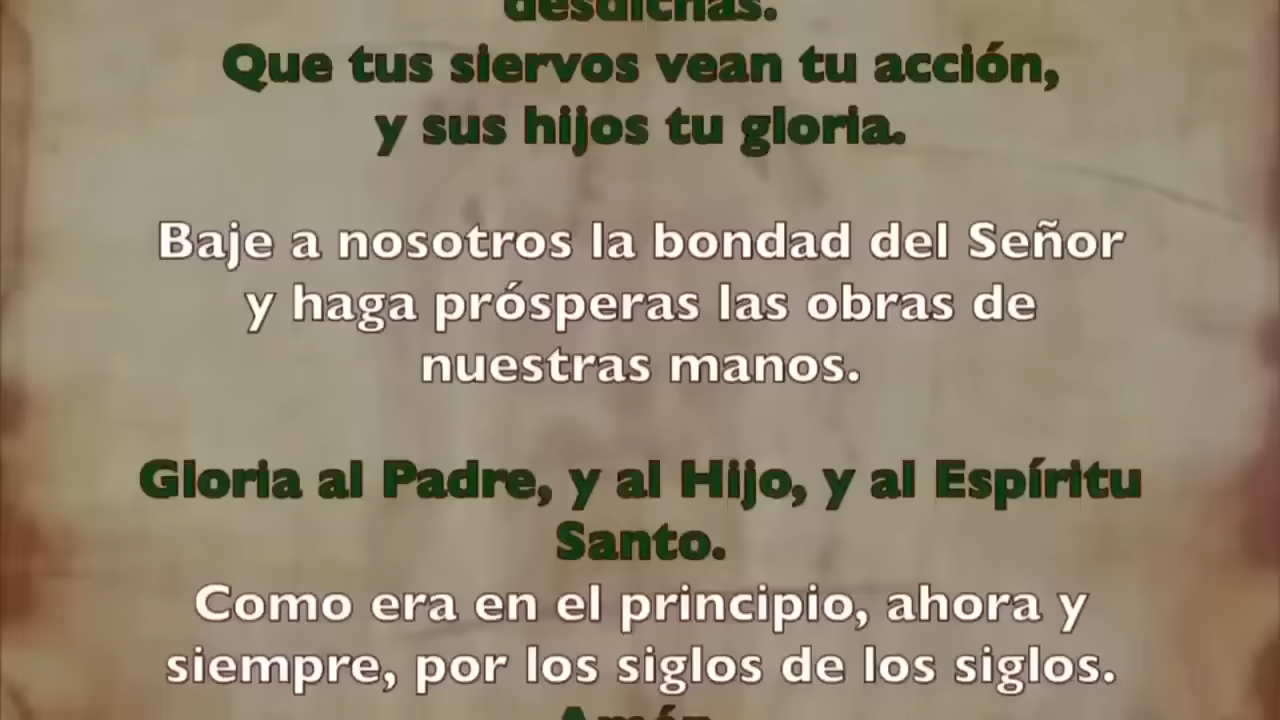 desdichas.
Que tus siervos vean tu acción,
y sus hijos tu gloria.
Baje a nosotros la bondad del Señor
y haga prósperas las obras de
nuestras manos.
Gloria al Padre, y al Hijo, y al Espíritu
Santo.
Como era en el principio, ahora y
siempre, por los siglos de los siglos.
Amén.